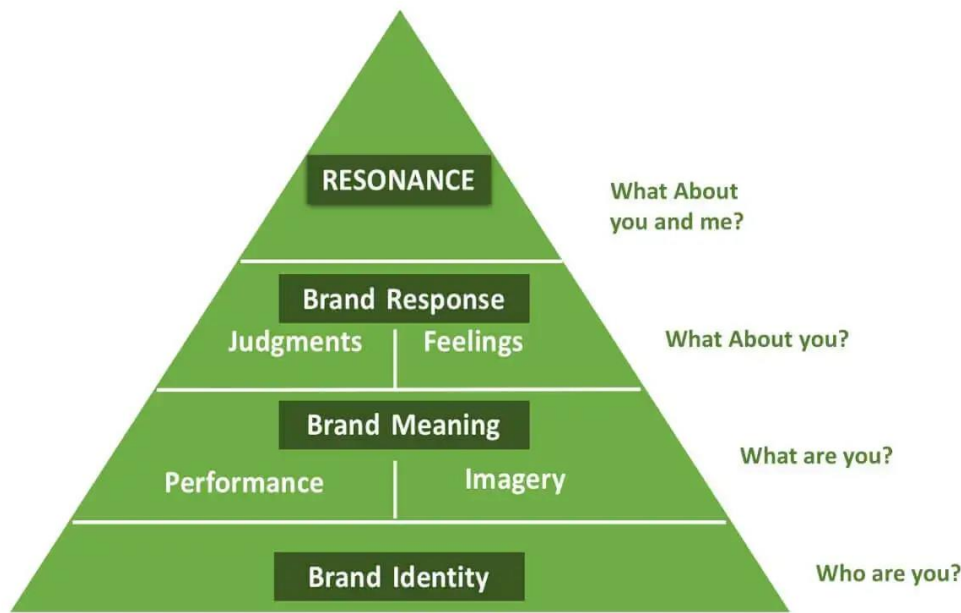 RESONANCE
What About
you and me?
Brand Response
Judgments
Feelings
What About you?
Brand Meaning
Performance
Imagery
What are you?
Brand Identity
Who are you?